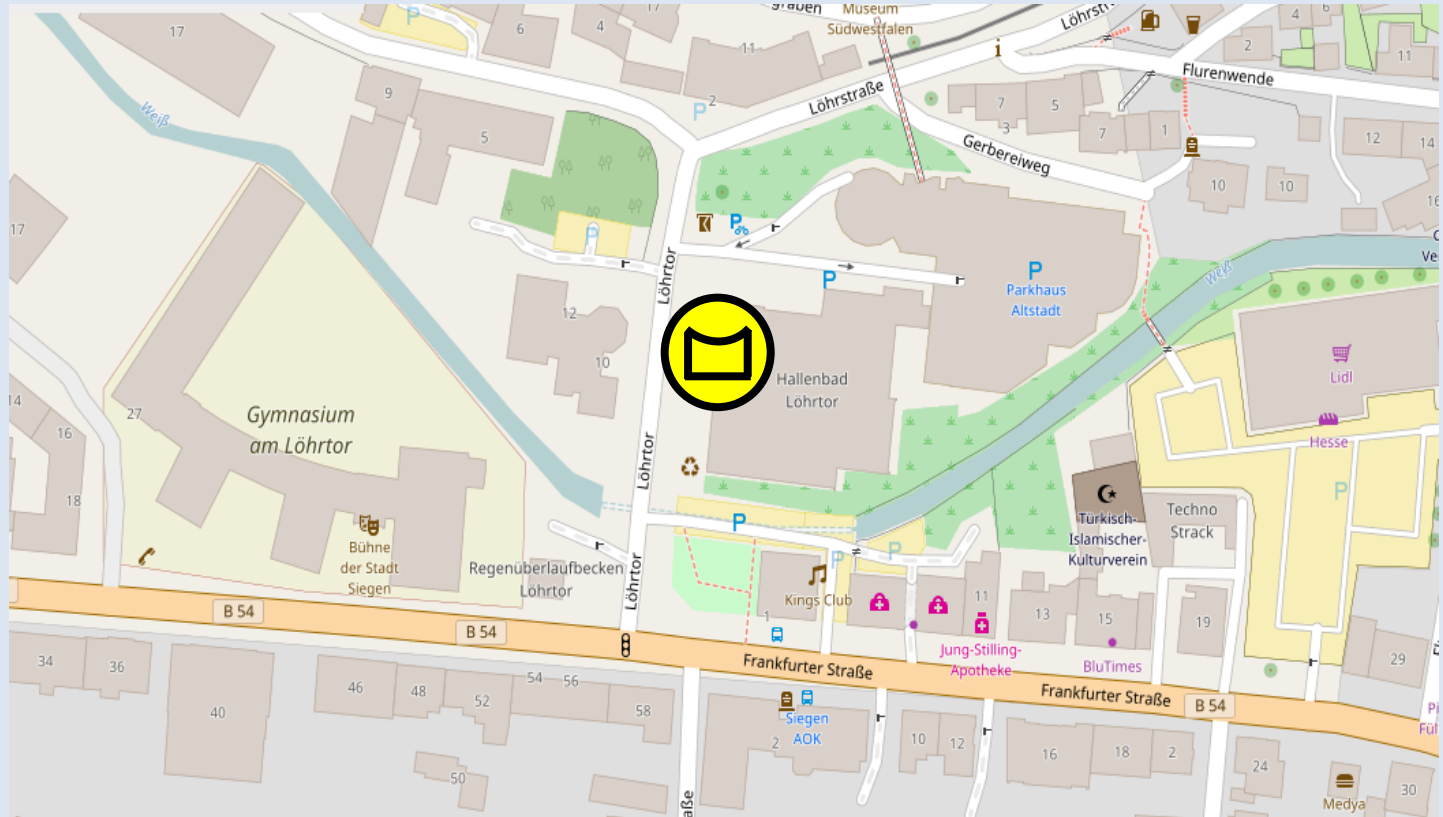 graben
Museum
Südwestfalen
P
17
6
4
17
11
2
P
Löhrstr
i
4
6
2
11
Flurenwende
Löhrstraße
9
5
Weiß
7
3
5
7
1
Gerbereiweg
12
14
10
10
16
17
P
P
Löhrtor
P
P
Parkhaus
Altstadt
Weiß
Ve
12
10
Hallenbad
Löhrtor
Lidl
Hesse
27
Gymnasium
am Löhrtor
14
16
18
Löhrtor
P
P
P
P
Türkisch-
Islamischer-
Kulturverein
Techno
Strack
Bühne
der Stadt
Siegen
Regenüberlaufbecken
Löhrtor
Löhrtor
Kings Club
1
11
13
15
19
29
B 54
B 54
Jung-Stilling-
Apotheke
BluTimes
Frankfurter Straße
Frankfurter Straße
B 54
Pi
Fül
34
36
40
46
48
52
54
56
58
50
Siegen
AOK
2
10
12
16
18
2
24
30
Medya
aße